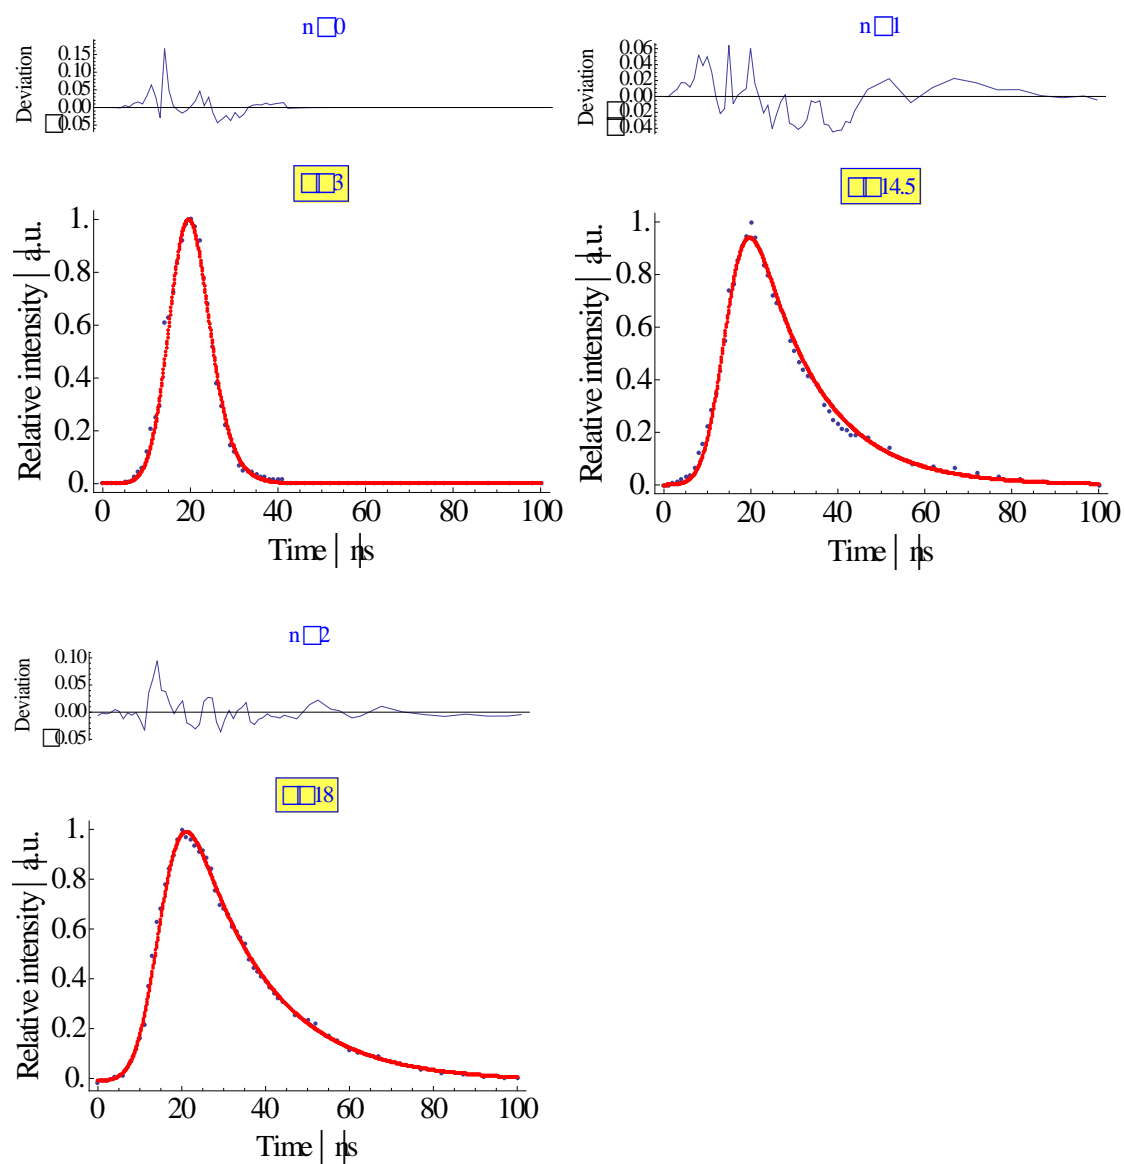 n □ 0
Deviation
0.15
0.10
0.05
0.00
□0.05
□□3
Relative intensity | a.u.
1.
0.8
0.6
0.4
0.2
0.
0 20 40 60 80 100
Time | ns
n □ 1
Deviation
0.06
0.04
0.02
0.00
□0.02
□0.04
□□14.5
Relative intensity | a.u.
1.
0.8
0.6
0.4
0.2
0.
0 20 40 60 80 100
Time | ns
n □ 2
Deviation
0.10
0.05
0.00
□0.05
□□18
Relative intensity | a.u.
1.
0.8
0.6
0.4
0.2
0.
0 20 40 60 80 100
Time | ns